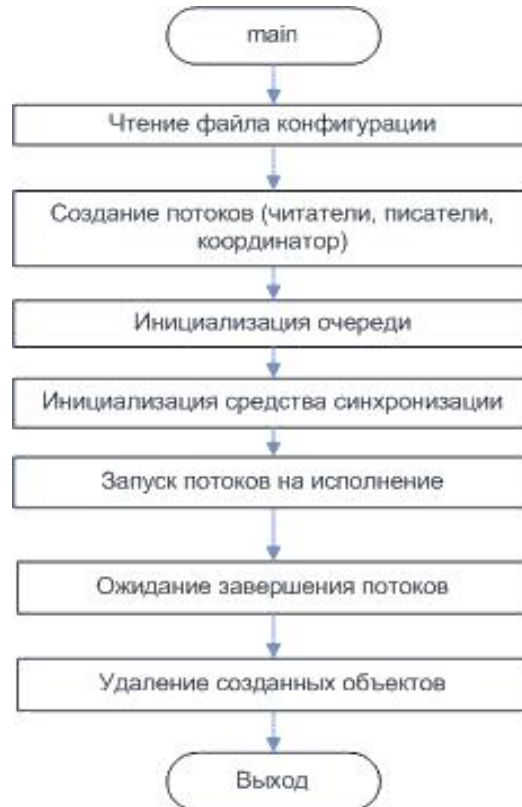 main
Чтение файла конфигурации
Создание потоков (читатели, писатели,
координатор)
Инициализация очереди
Инициализация средства синхронизации
Запуск потоков на исполнение
Ожидание завершения потоков
Удаление созданных объектов
Выход